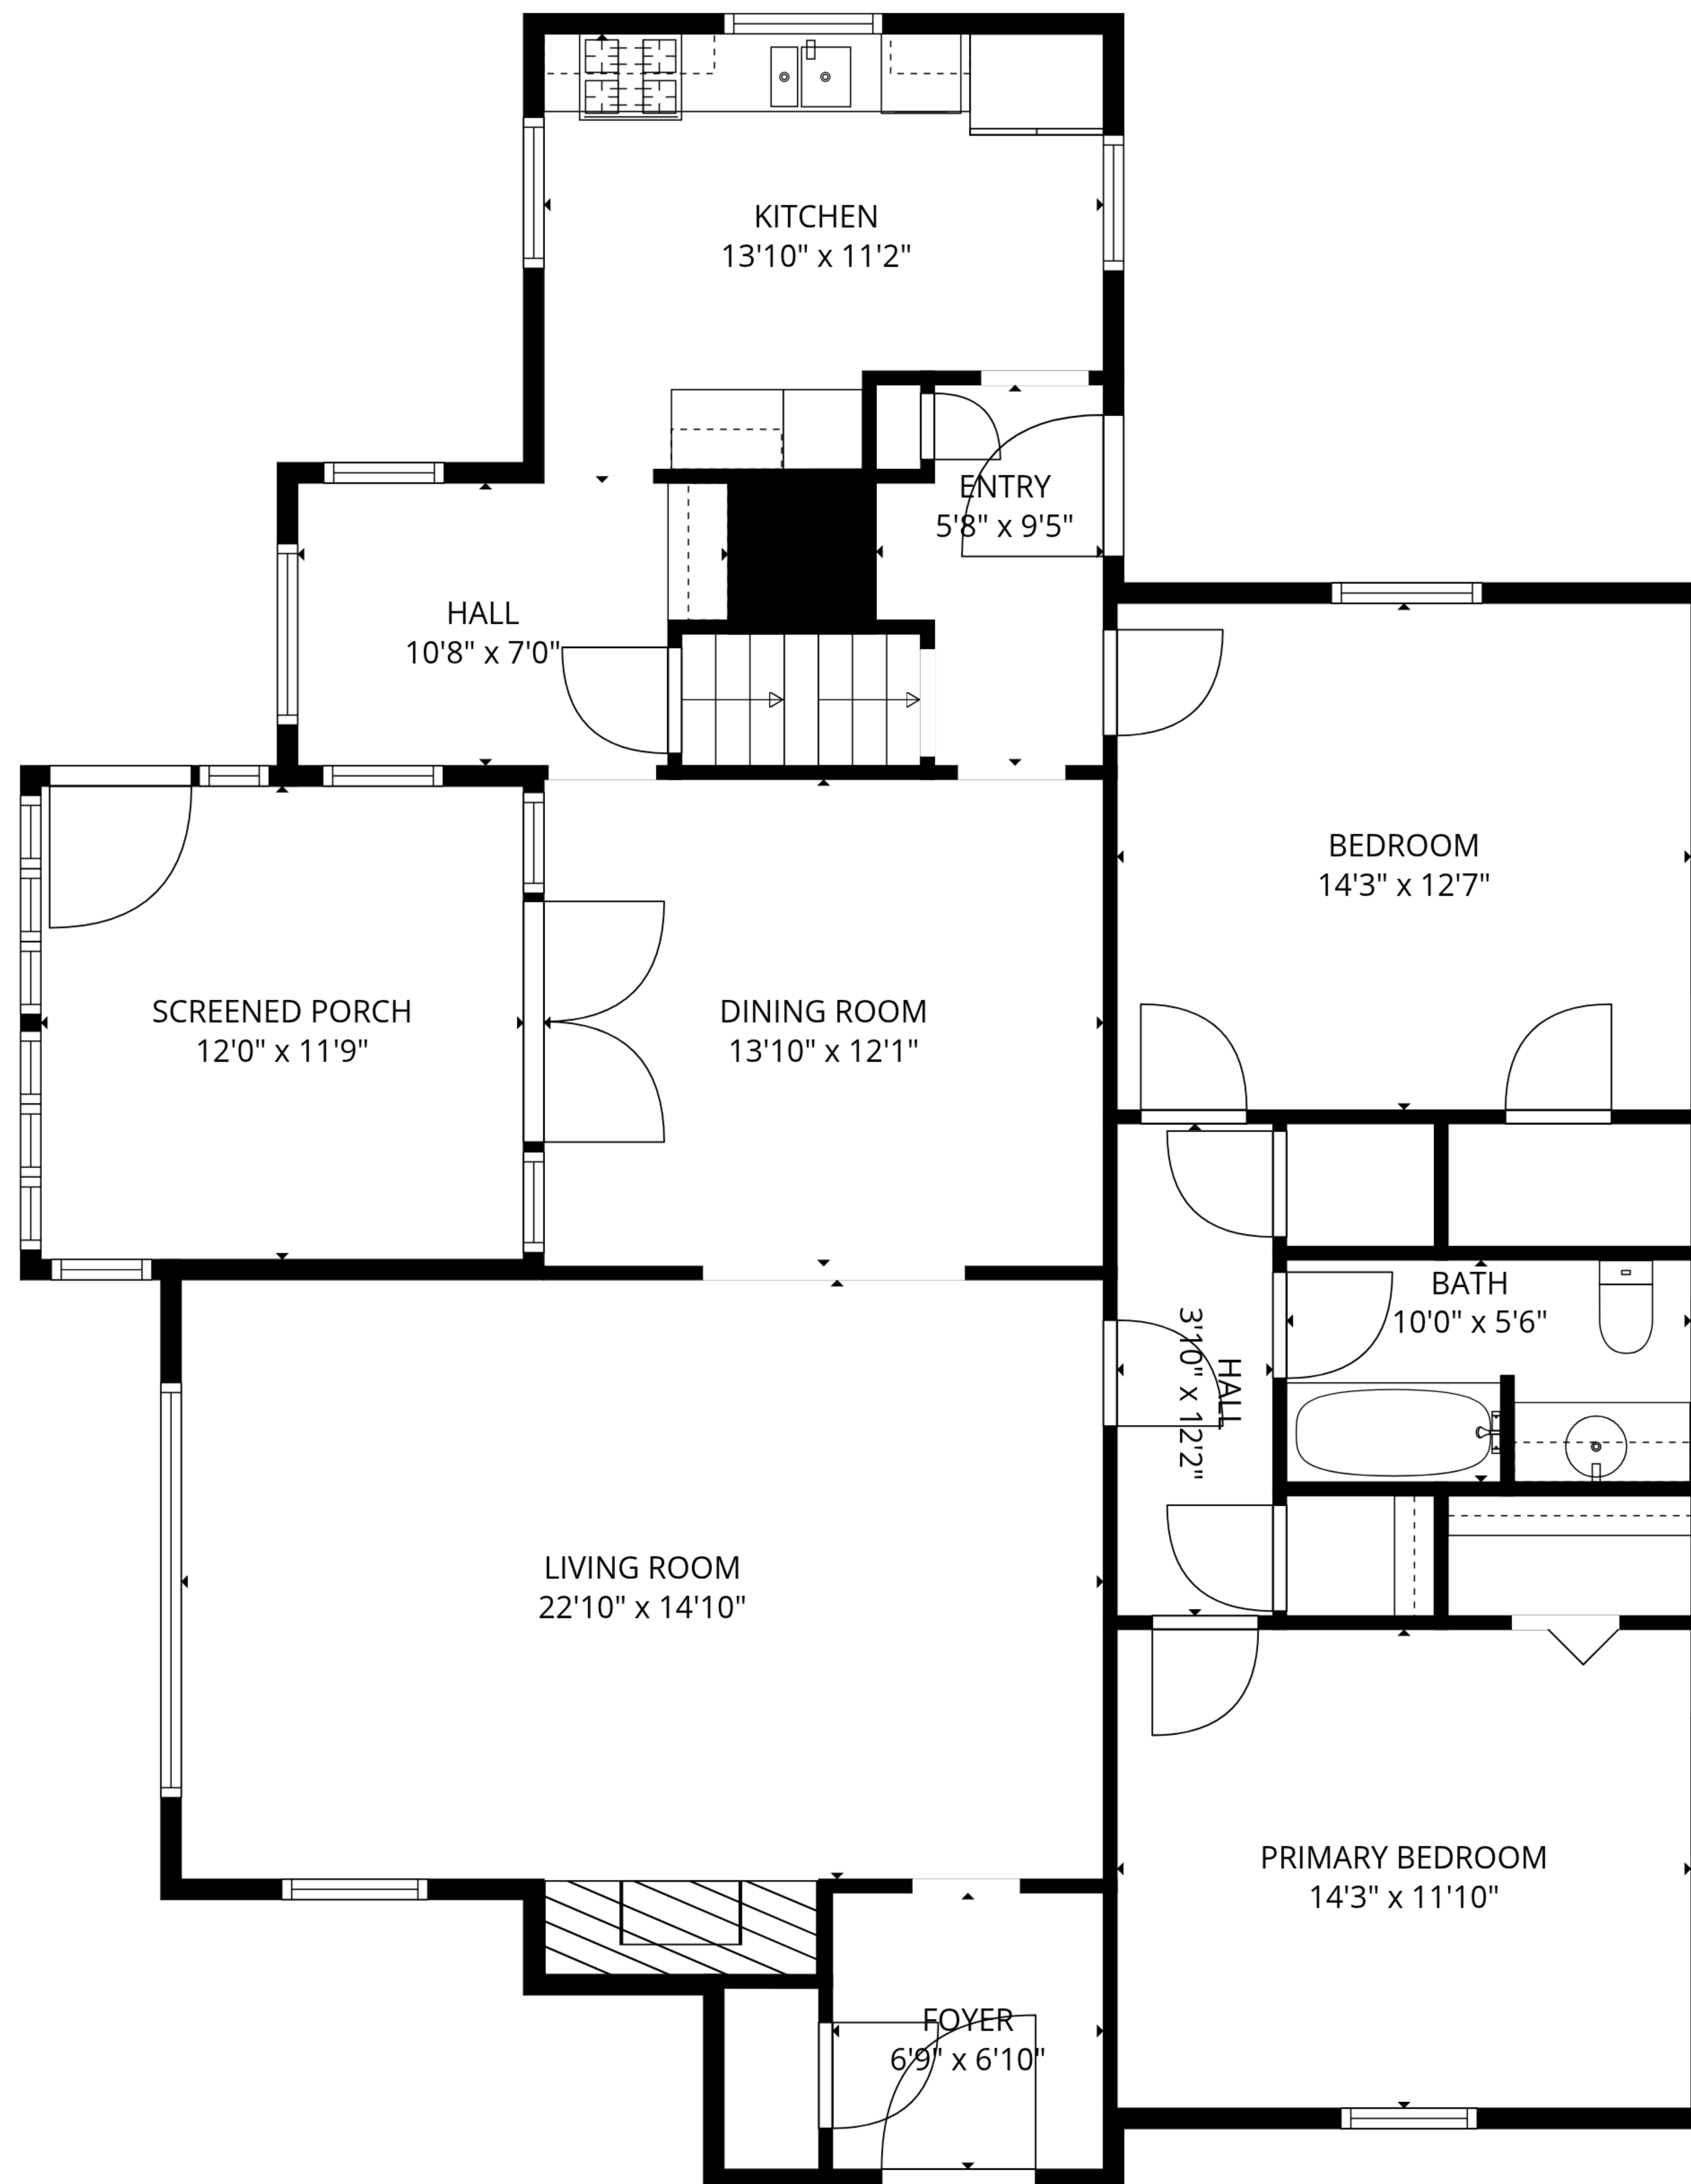 KITCHEN
13'10" x 11'2"
ENTRY
5'8" x 9'5"
HALL
10'8" x 7'0"
BEDROOM
14'3" x 12'7"
SCREENED PORCH
12'0" x 11'9"
DINING ROOM
13'10" x 12'1"
BATH
10'0" x 5'6"
HALL
3'10" x 12'2"
LIVING ROOM
22'10" x 14'10"
PRIMARY BEDROOM
14'3" x 11'10"
FOYER
6'9" x 6'10"